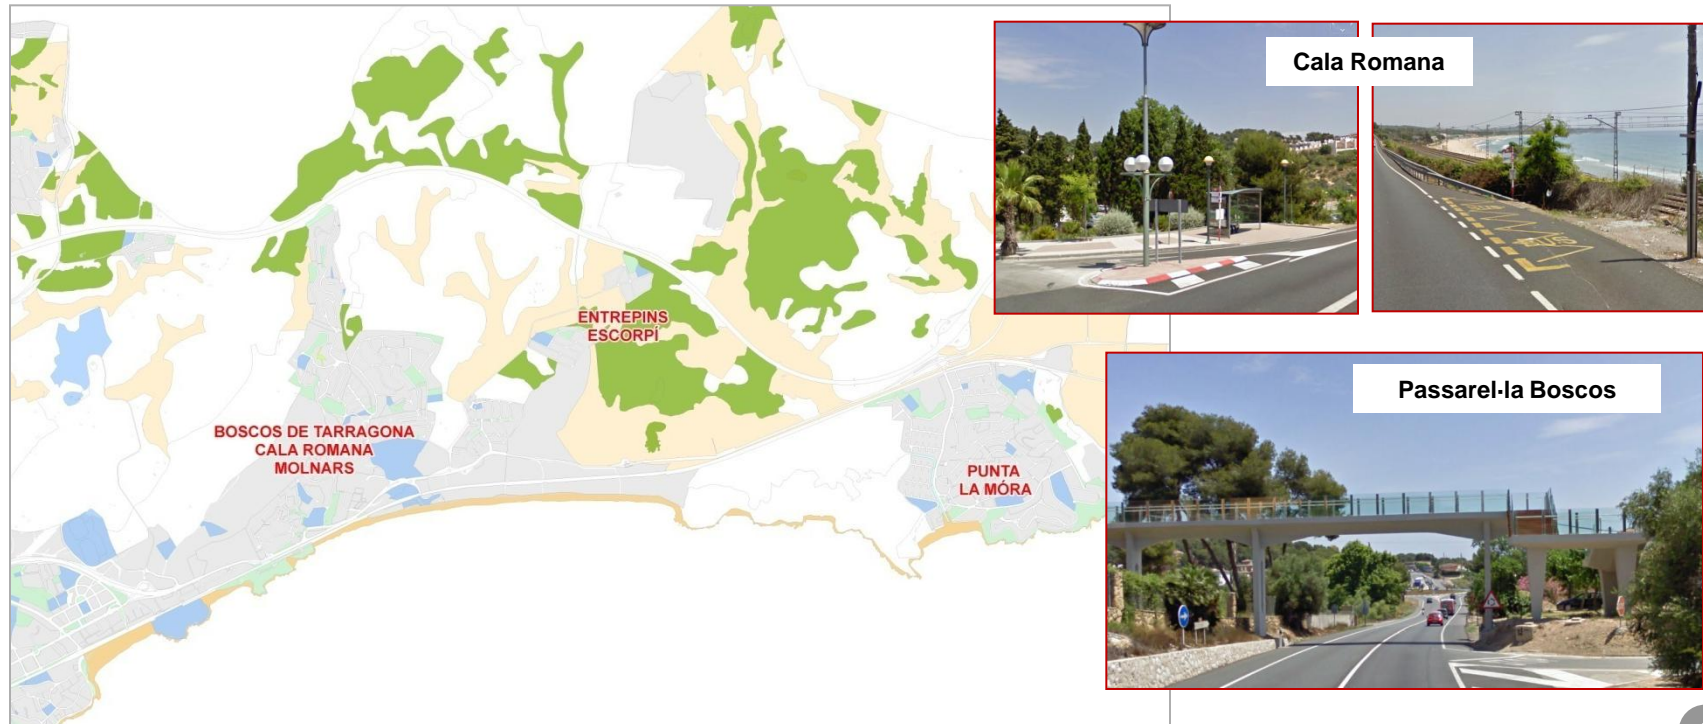 Cala Romana
ENTREPINS
ESCORPÍ
Passarel·la Boscos
BOSCOS DE TARRAGONA
CALA ROMANA
MOLNARS
PUNTA
LA MÓRA